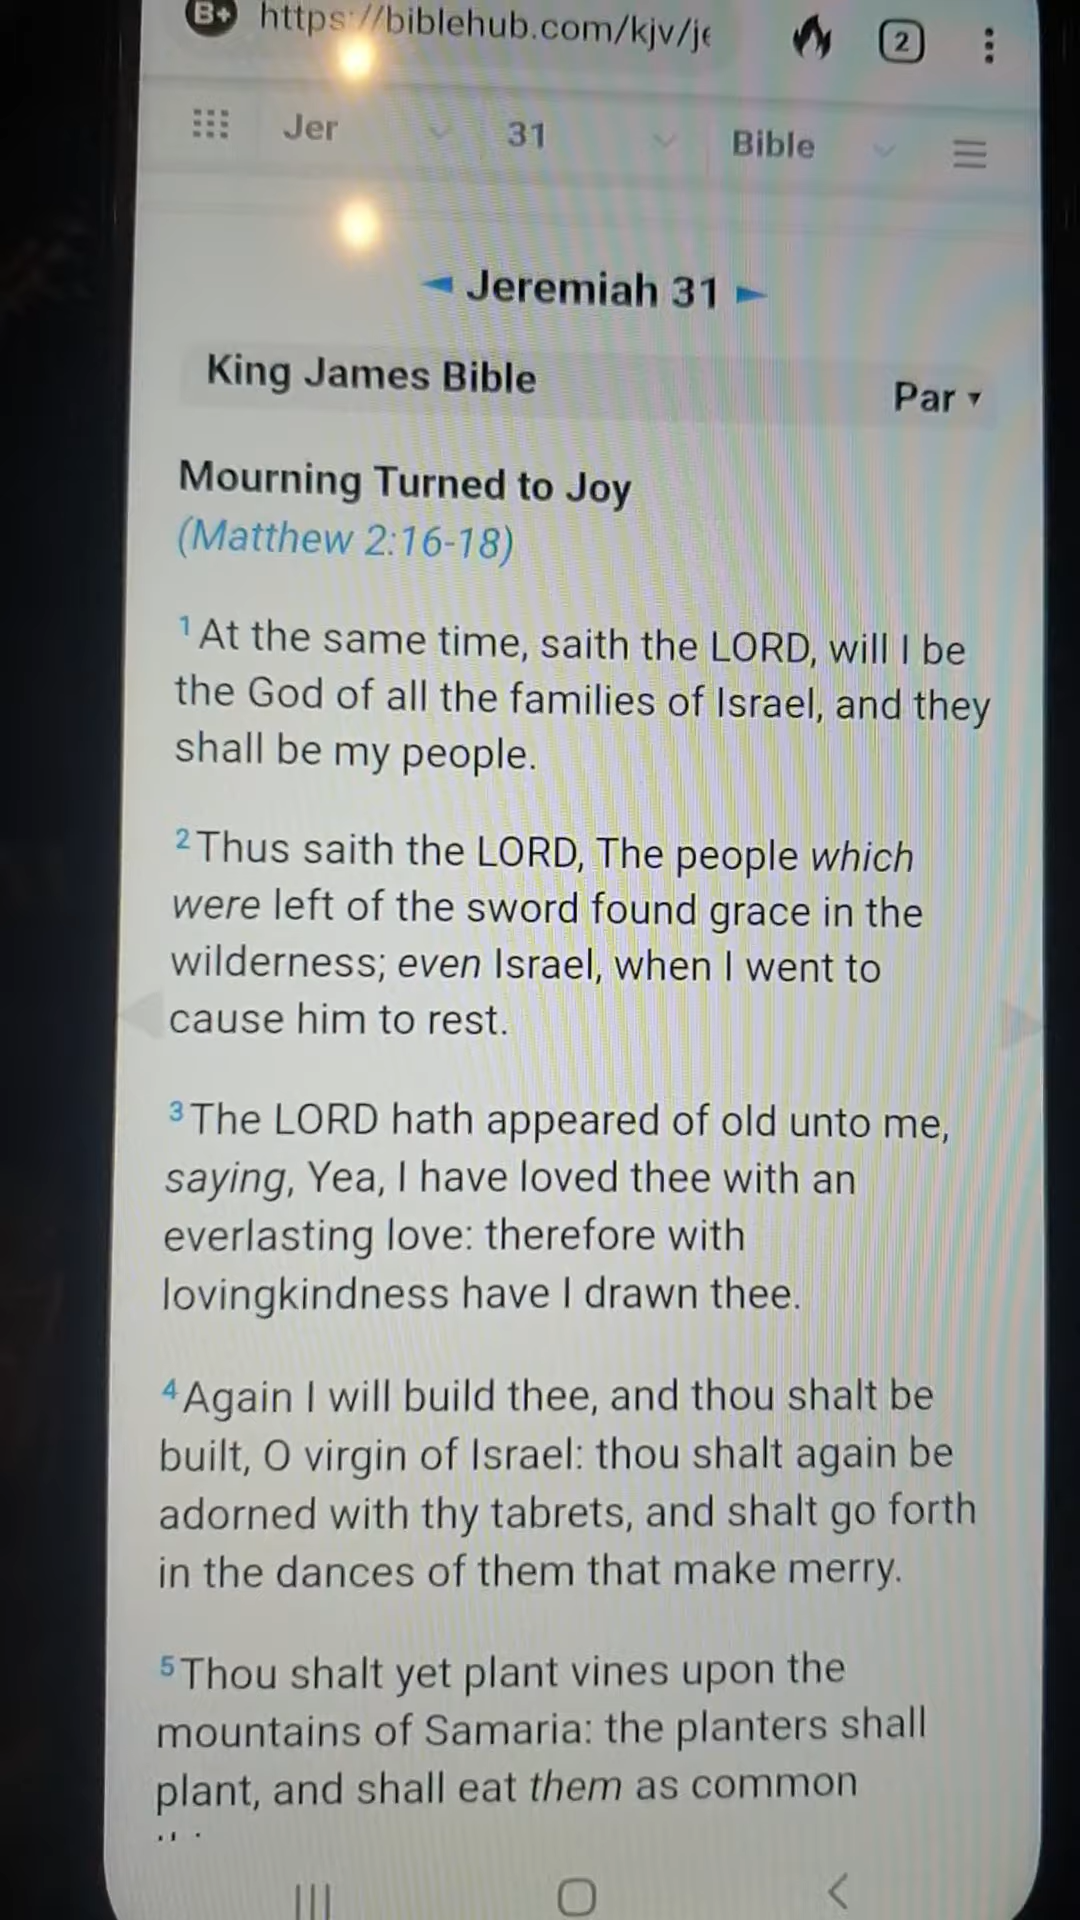 B+ https://biblehub.com/kjv/je 2
Jer 31 Bible
Jeremiah 31
King James Bible
Par
Mourning Turned to Joy
(Matthew 2:16-18)
1 At the same time, saith the LORD, will I be
the God of all the families of Israel, and they
shall be my people.
2 Thus saith the LORD, The people which
were left of the sword found grace in the
wilderness; even Israel, when I went to
cause him to rest.
3 The LORD hath appeared of old unto me,
saying, Yea, I have loved thee with an
everlasting love: therefore with
lovingkindness have I drawn thee.
4 Again I will build thee, and thou shalt be
built, O virgin of Israel: thou shalt again be
adorned with thy tabrets, and shalt go forth
in the dances of them that make merry.
5 Thou shalt yet plant vines upon the
mountains of Samaria: the planters shall
plant, and shall eat them as common